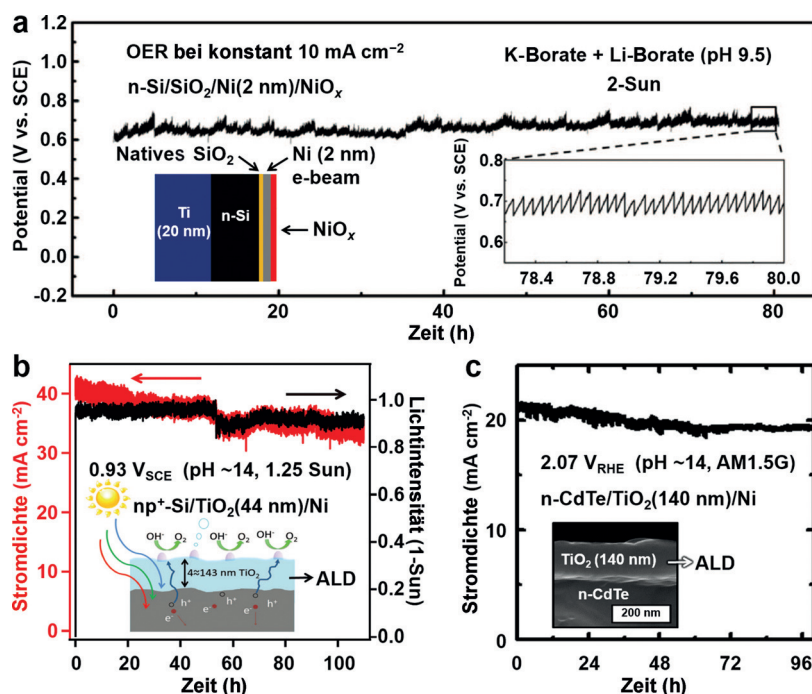 a
1.2
1.0
0.8
0.6
0.4
0.2
0.0
-0.2
Potential (V vs. SCE)
OER bei konstant 10 mA cm⁻²
n-Si/SiO₂/Ni(2 nm)/NiOₓ
K-Borate + Li-Borate (pH 9.5)
2-Sun
Natives SiO₂
Ni (2 nm)
e-beam
Ti
(20 nm)
n-Si
NiOₓ
Potential (V vs. SCE)
0.8
0.7
0.6
78.4 78.8 79.2 79.6 80.0
0 20 40 60 80
Zeit (h)
b
Stromdichte (mA cm⁻²)
40
30
20
10
0
1.0
0.8
0.6
0.4
0.2
0.0
Lichtintensität (1-Sun)
0.93 V_SCE (pH ~14, 1.25 Sun)
np⁺-Si/TiO₂(44 nm)/Ni
OH⁻ O₂ OH⁻ O₂ OH⁻ O₂
4≈143 nm TiO₂
ALD
h⁺ h⁺ h⁺
e⁻ e⁻ e⁻
0 20 40 60 80 100
Zeit (h)
c
Stromdichte (mA cm⁻²)
20
10
0
2.07 V_RHE (pH ~14, AM1.5G)
n-CdTe/TiO₂(140 nm)/Ni
TiO₂ (140 nm)
ALD
n-CdTe
200 nm
0 24 48 72 96
Zeit (h)